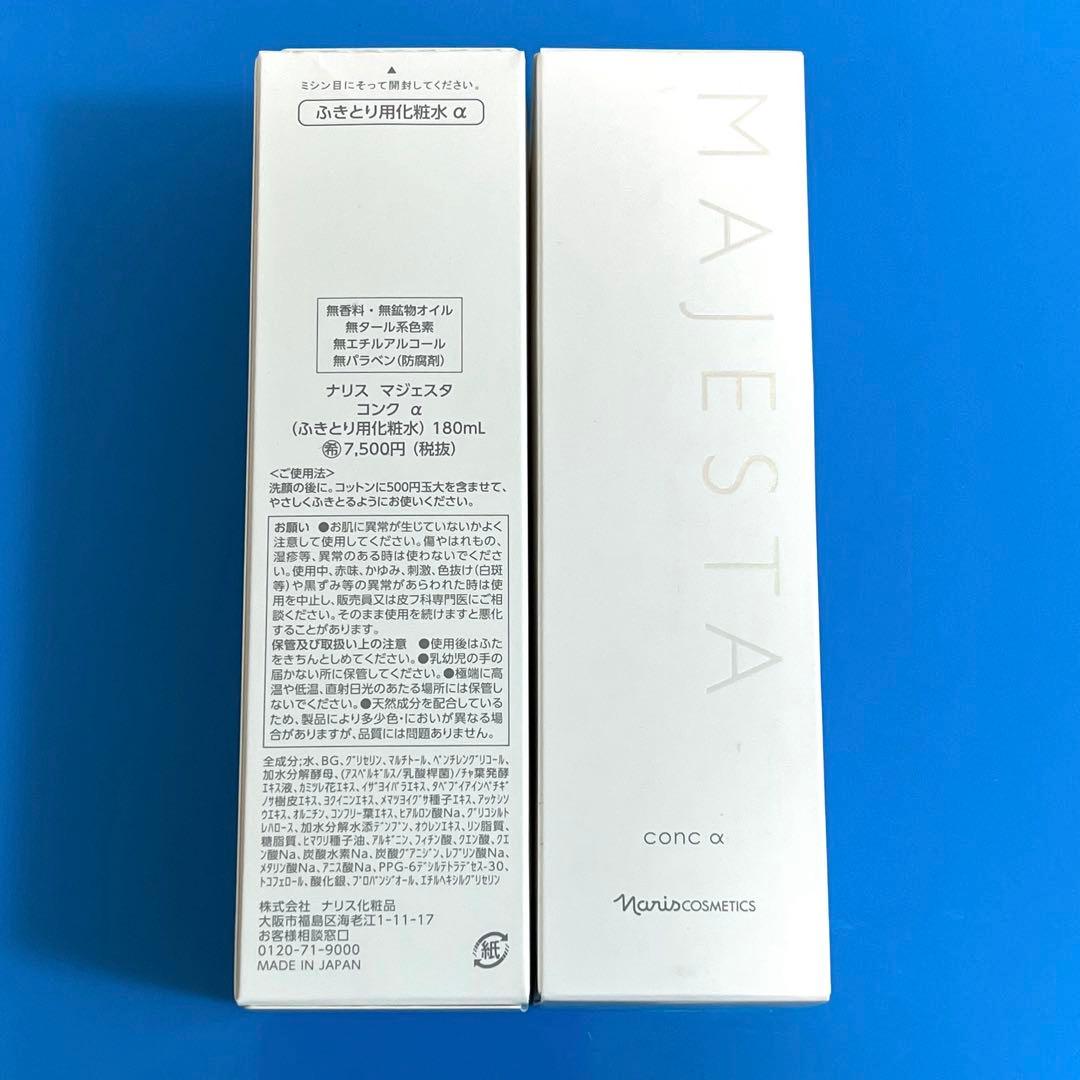 ▲
ミシン目にそって開封してください。
ふきとり用化粧水 α
無香料・無鉱物オイル
無タール系色素
無エチルアルコール
無パラベン(防腐剤)
ナリス マジェスタ
コンク α
(ふきとり用化粧水) 180mL
㊒7,500円 (税抜)
<ご使用法>
洗顔の後に。コットンに500円玉大を含ませて、
やさしくふきとるようにお使いください。
お願い ●お肌に異常が生じていないかよく
注意して使用してください。傷やはれもの、
湿疹等、異常のある時は使わないでくださ
い。使用中、赤味、かゆみ、刺激、色抜け(白斑
等)や黒ずみ等の異常があらわれた時は使
用を中止し、販売員又は皮フ科専門医にご相
談ください。そのまま使用を続けますと悪化
することがあります。
保管及び取扱い上の注意 ●使用後はふた
をきちんとしめてください。●乳幼児の手の
届かない所に保管してください。●極端に高
温や低温、直射日光のあたる場所には保管し
ないでください。●天然成分を配合している
ため、製品により多少色・においが異なる場
合がありますが、品質には問題ありません。
全成分;水、BG、グリセリン、マルチトール、ペンチレングリコール、
加水分解酵母、(アスペルギルス/乳酸桿菌)/チャ葉発酵
エキス液、カミツレ花エキス、イザヨイバラエキス、タベブイアインペチギ
ノサ樹皮エキス、ヨクイニンエキス、メマツヨイグサ種子エキス、アッケシソ
ウエキス、オルニチン、コンフリー葉エキス、ヒアルロン酸Na、グリコシルト
レハロース、加水分解水添デンプン、オウレンエキス、リン脂質、
糖脂質、ヒマワリ種子油、アルギニン、フィチン酸、クエン酸、クエ
ン酸Na、炭酸水素Na、炭酸グアニジン、レブリン酸Na、
メタリン酸Na、アニス酸Na、PPG-6デシルテトラデセス-30、
トコフェロール、酸化銀、プロパンジオール、エチルヘキシルグリセリン
株式会社 ナリス化粧品
大阪市福島区海老江1-11-17
お客様相談窓口
0120-71-9000
MADE IN JAPAN
紙
MAJESTA
conc α
naris COSMETICS